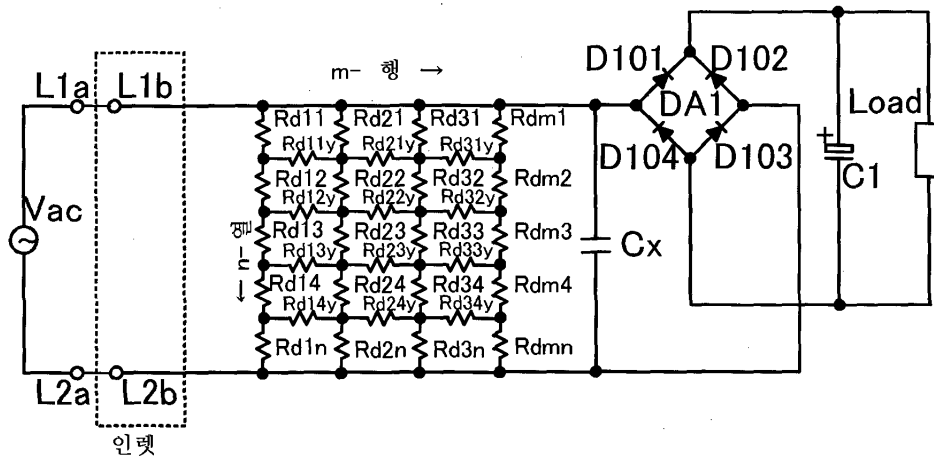 m- 행 →
← n- 열
L1a L1b
L2a L2b
Vac
인렛
Rd11 Rd21 Rd31 Rdm1
Rd11y Rd21y Rd31y
Rd12 Rd22 Rd32 Rdm2
Rd12y Rd22y Rd32y
Rd13 Rd23 Rd33 Rdm3
Rd13y Rd23y Rd33y
Rd14 Rd24 Rd34 Rdm4
Rd14y Rd24y Rd34y
Rd1n Rd2n Rd3n Rdmn
Cx
D101 D102
DA1
D104 D103
+
C1
Load